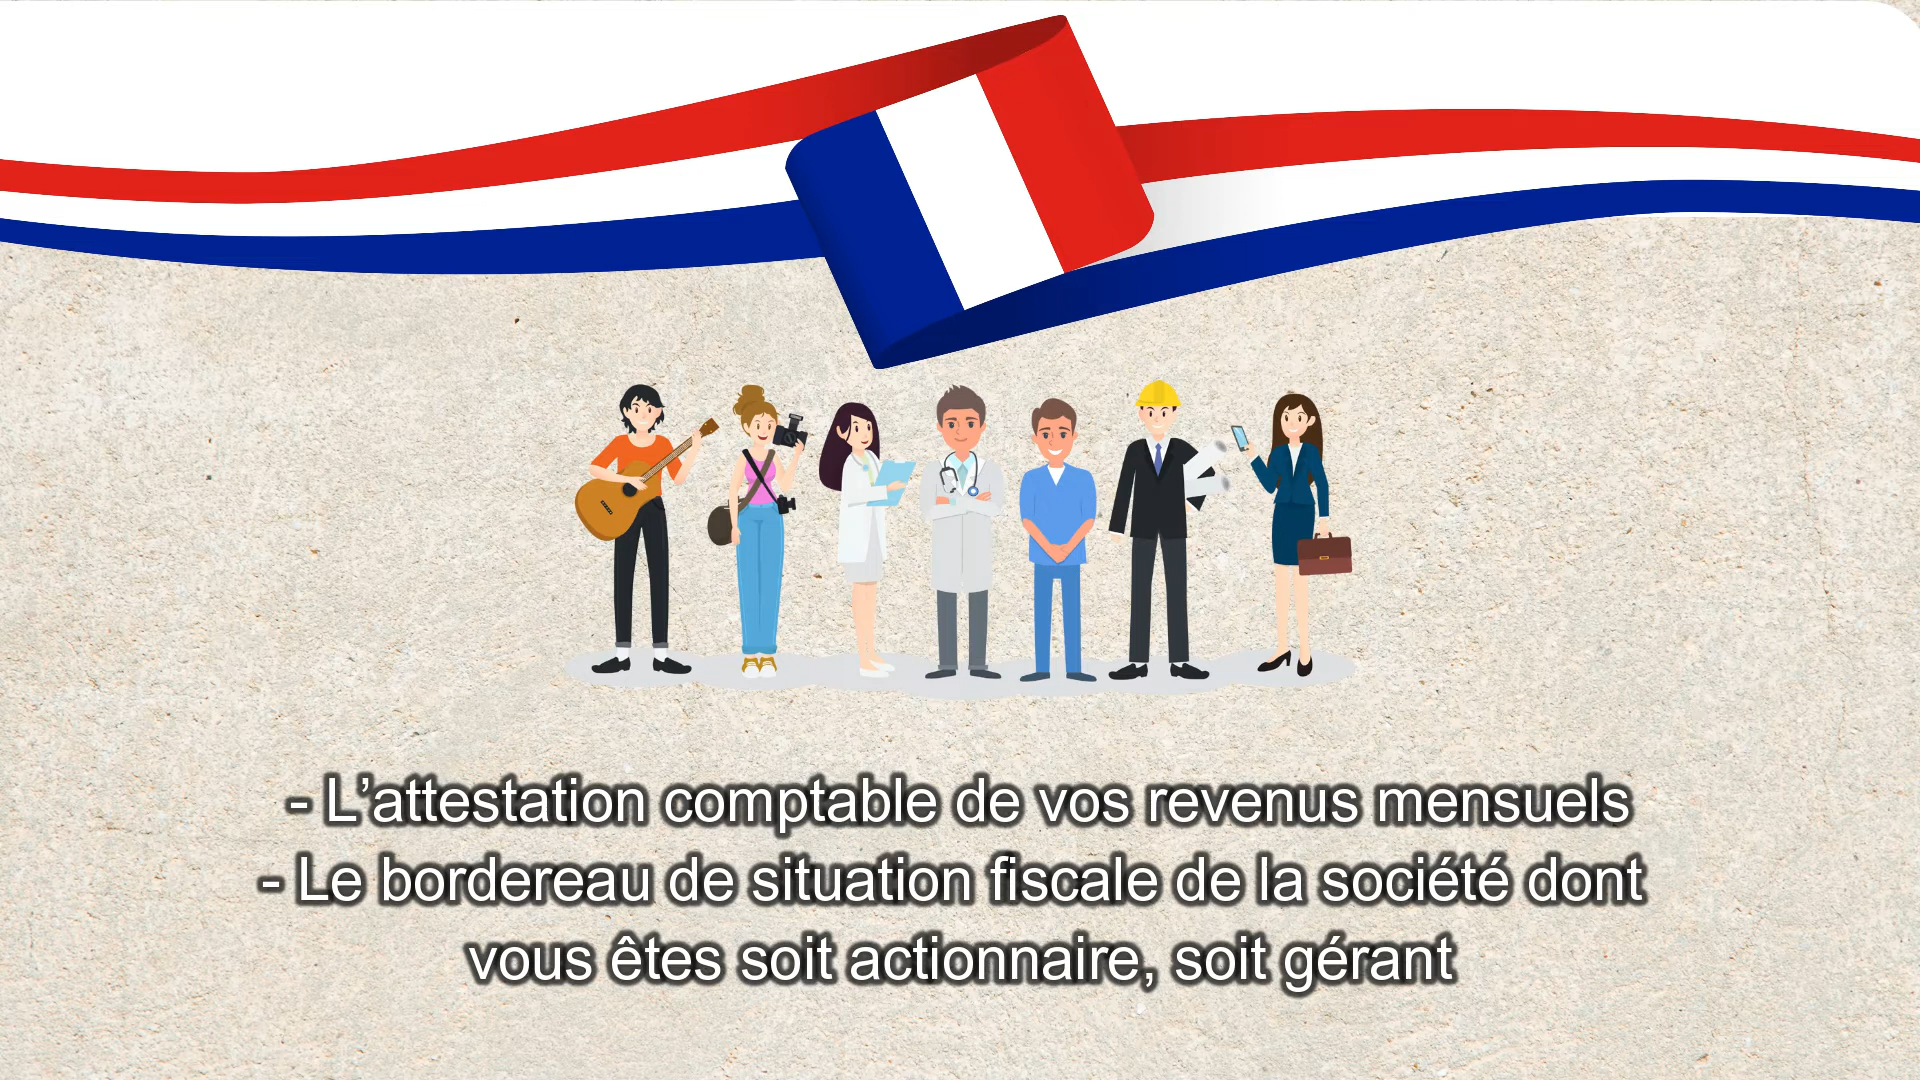 - L’attestation comptable de vos revenus mensuels
- Le bordereau de situation fiscale de la société dont
vous êtes soit actionnaire, soit gérant